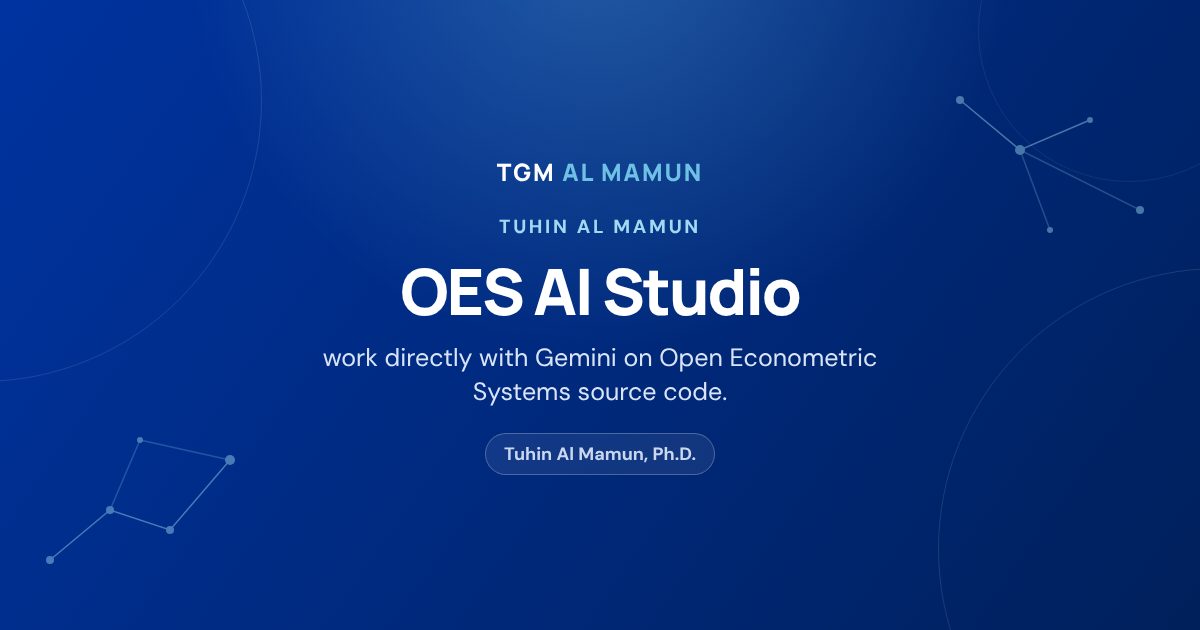 TGM AL MAMUN
TUHIN AL MAMUN
OES AI Studio
work directly with Gemini on Open Econometric
Systems source code.
Tuhin Al Mamun, Ph.D.